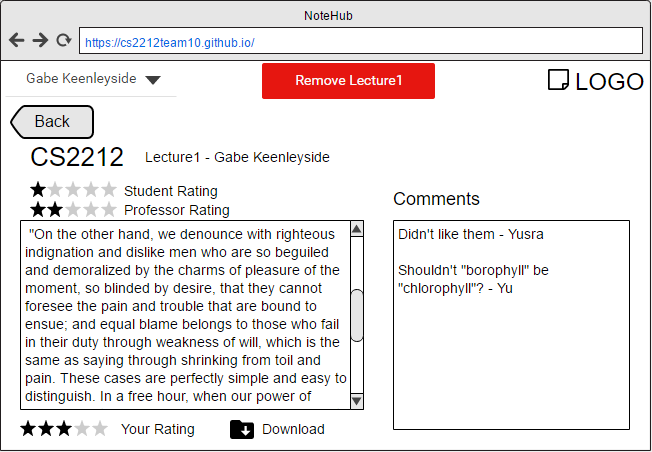 NoteHub
https://cs2212team10.github.io/
Gabe Keenleyside
Remove Lecture1
LOGO
Back
CS2212
Lecture1 - Gabe Keenleyside
Student Rating
Professor Rating
"On the other hand, we denounce with righteous
indignation and dislike men who are so beguiled
and demoralized by the charms of pleasure of the
moment, so blinded by desire, that they cannot
foresee the pain and trouble that are bound to
ensue; and equal blame belongs to those who fail
in their duty through weakness of will, which is the
same as saying through shrinking from toil and
pain. These cases are perfectly simple and easy to
distinguish. In a free hour, when our power of
Your Rating
Download
Comments
Didn't like them - Yusra
Shouldn't "borophyll" be
"chlorophyll"? - Yu